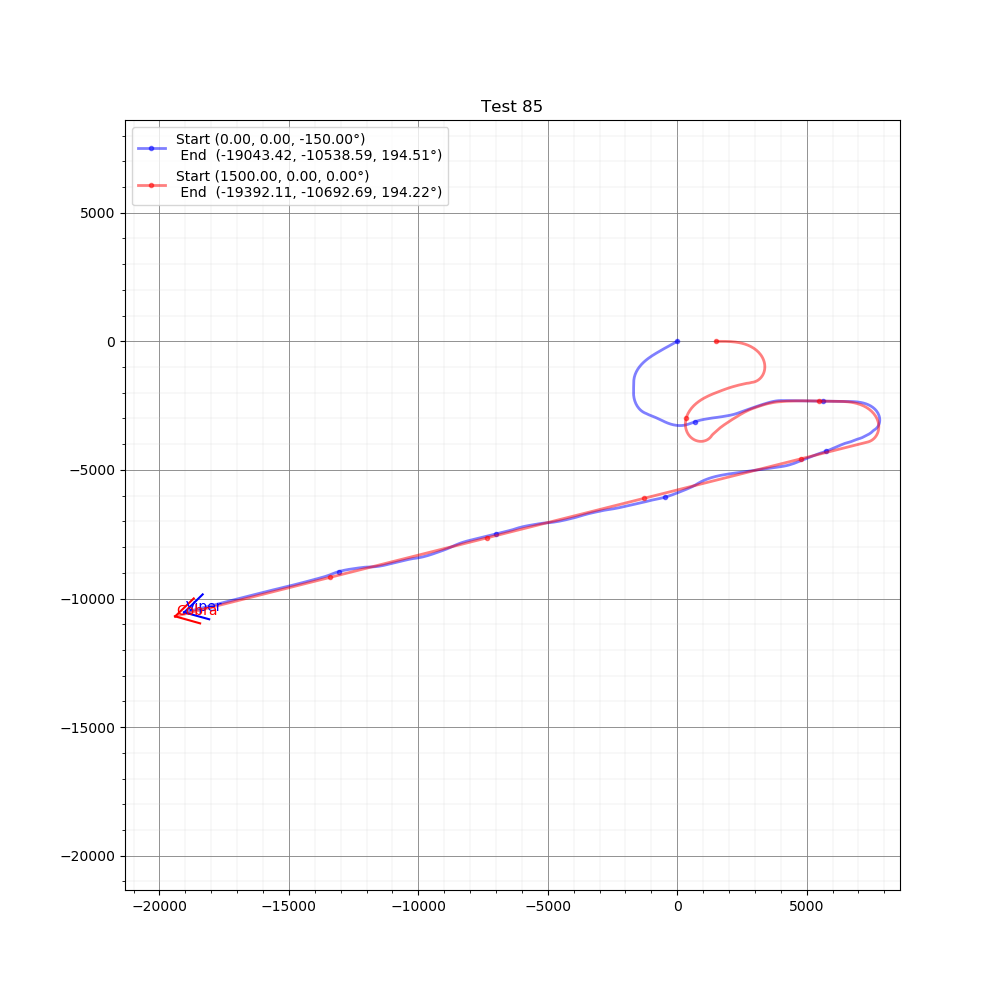 Test 85
Start (0.00, 0.00, -150.00°)
End (-19043.42, -10538.59, 194.51°)
Start (1500.00, 0.00, 0.00°)
End (-19392.11, -10692.69, 194.22°)
5000
0
−5000
−10000
−15000
−20000
Viper
−20000 −15000 −10000 −5000 0 5000